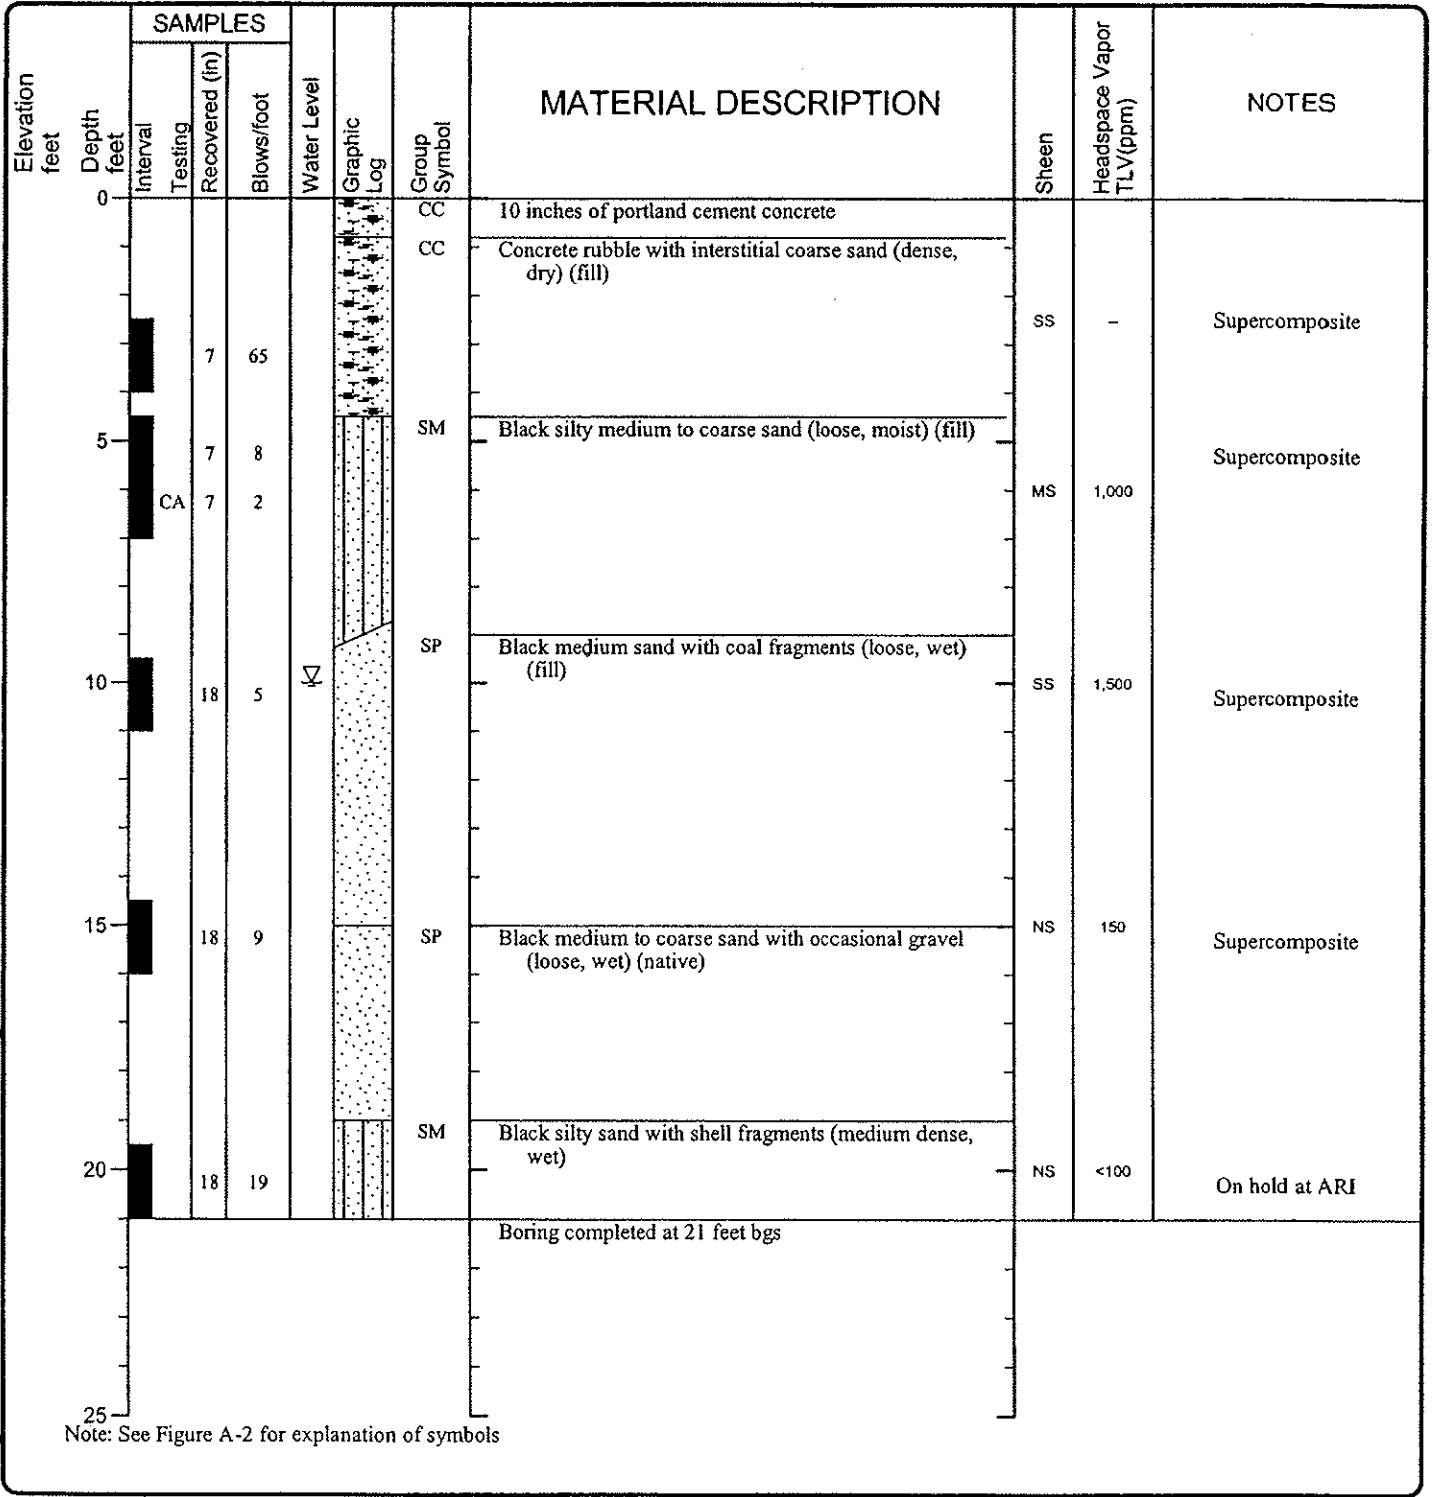 SAMPLES
Elevation feet
Depth feet
Interval
Testing
Recovered (in)
Blows/foot
Water Level
Graphic Log
Group Symbol
MATERIAL DESCRIPTION
Sheen
Headspace Vapor TLV(ppm)
NOTES
0
CC 10 inches of portland cement concrete
CC Concrete rubble with interstitial coarse sand (dense,
dry) (fill)
SS – Supercomposite
7 65
SM Black silty medium to coarse sand (loose, moist) (fill)
5 7 8 Supercomposite
CA 7 2 MS 1,000
SP Black medium sand with coal fragments (loose, wet)
(fill)
10 18 5 SS 1,500 Supercomposite
15 18 9 SP Black medium to coarse sand with occasional gravel NS 150 Supercomposite
(loose, wet) (native)
SM Black silty sand with shell fragments (medium dense,
wet)
20 18 19 NS <100 On hold at ARI
Boring completed at 21 feet bgs
25
Note: See Figure A-2 for explanation of symbols